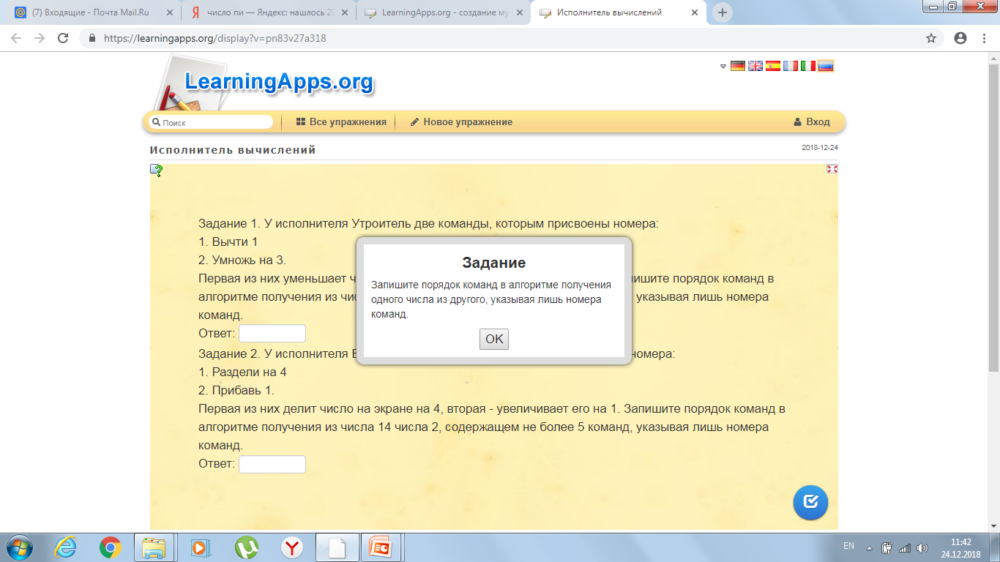 (7) Входящие - Почта Mail.Ru
число пи — Яндекс: нашлось 20
LearningApps.org - создание му
Исполнитель вычислений
https://learningapps.org/display?v=pn83v27a318
LearningApps.org
Поиск
Все упражнения
Новое упражнение
Вход
Исполнитель вычислений
2018-12-24
Задание 1. У исполнителя Утроитель две команды, которым присвоены номера:
1. Вычти 1
2. Умножь на 3.
Первая из них уменьшает порядок команд в
алгоритме получения из указывая лишь номера
команд.
Ответ:
Задание 2. У исполнителя номера:
1. Раздели на 4
2. Прибавь 1.
Первая из них делит число на экране на 4, вторая - увеличивает его на 1. Запишите порядок команд в
алгоритме получения из числа 14 числа 2, содержащем не более 5 команд, указывая лишь номера
команд.
Ответ:
Задание
Запишите порядок команд в алгоритме получения
одного числа из другого, указывая лишь номера
команд.
OK
EN
11:42
24.12.2018